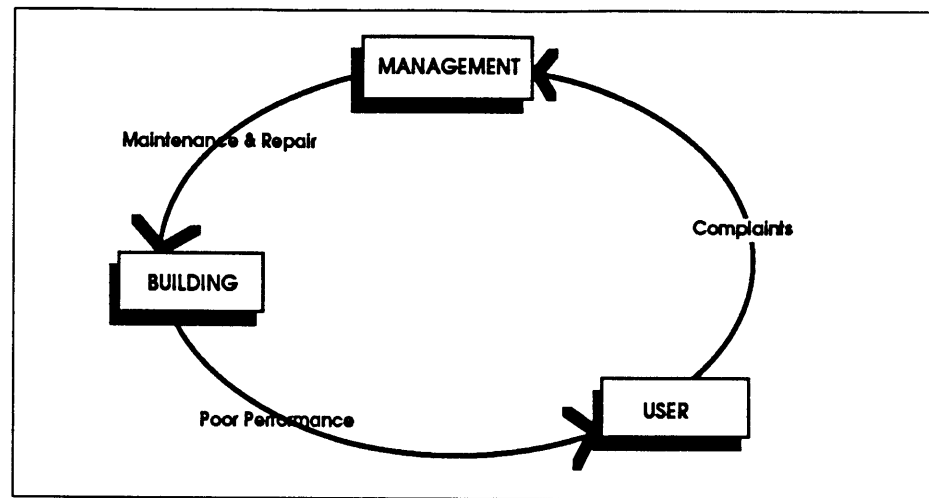 MANAGEMENT
Maintenance & Repair
Complaints
BUILDING
Poor Performance
USER